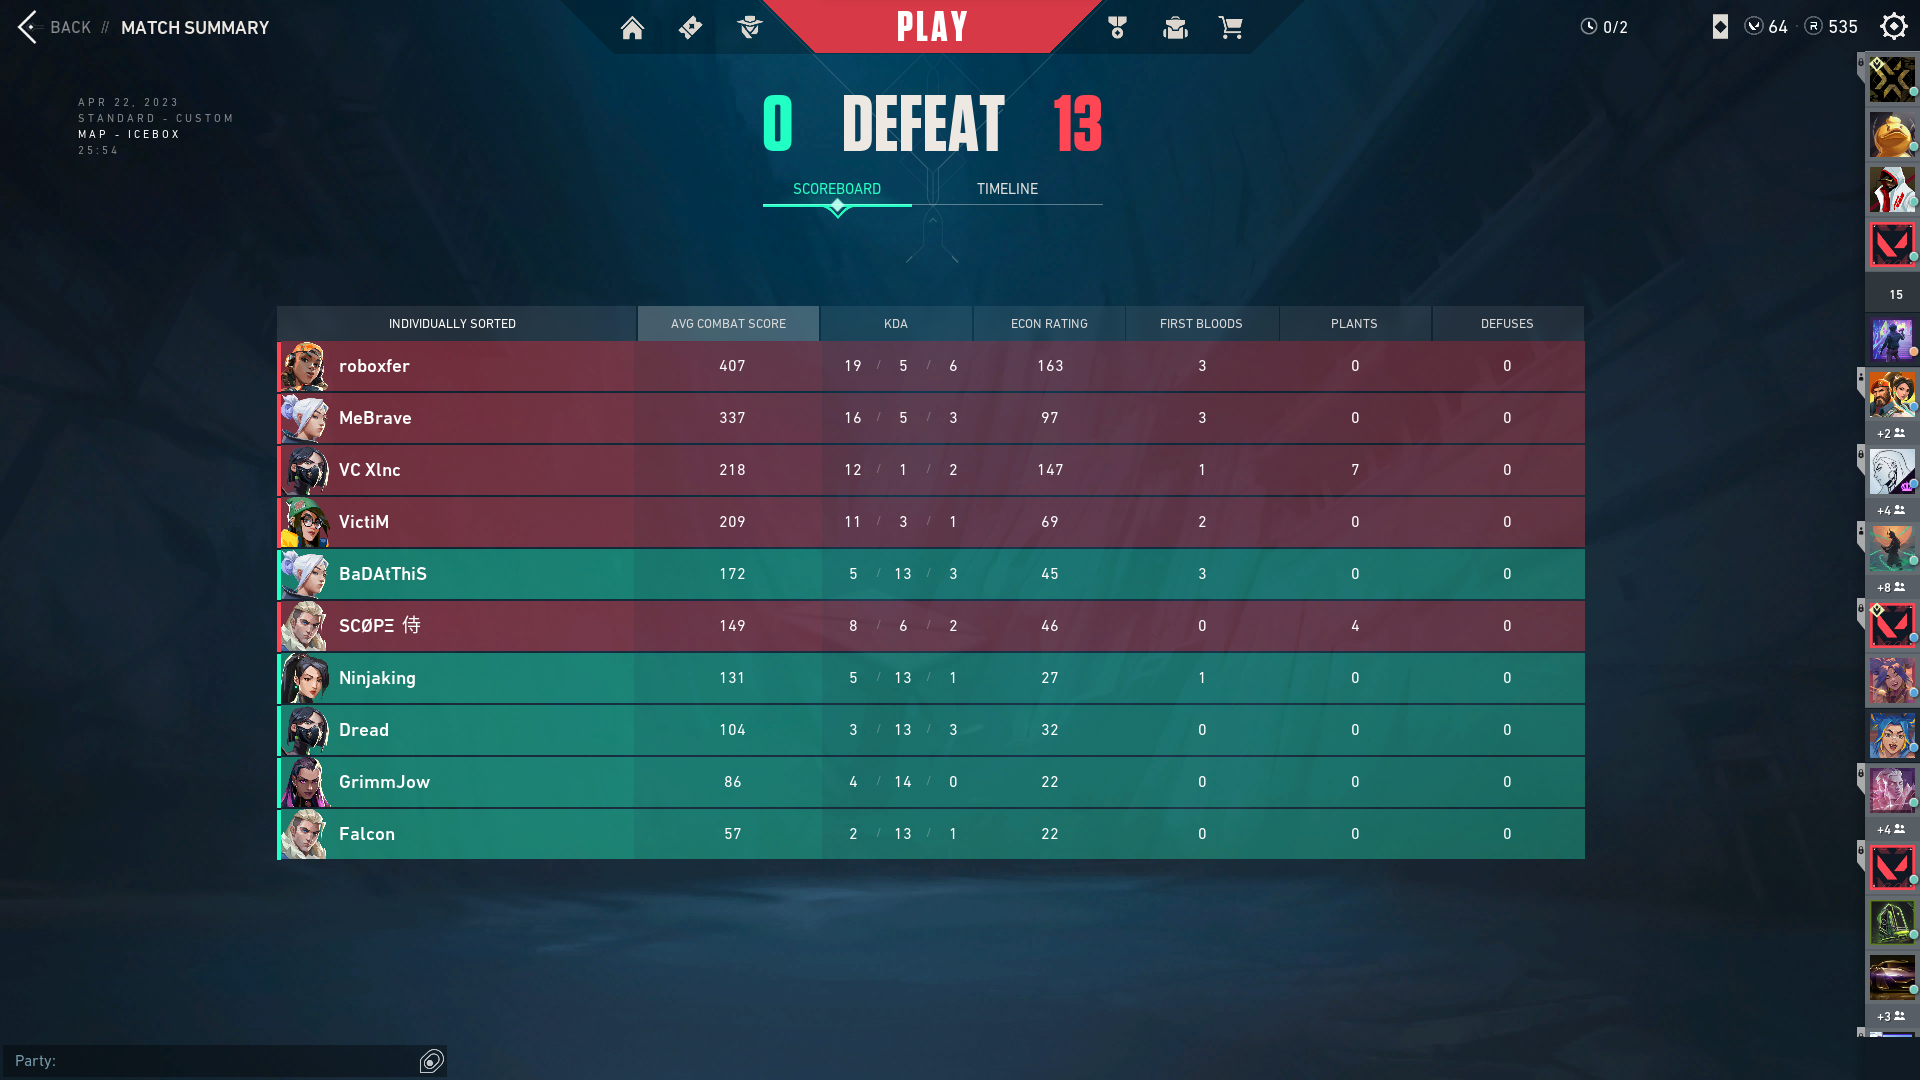 BACK // MATCH SUMMARY
PLAY
0/2
64 · R 535
APR 22, 2023
STANDARD - CUSTOM
MAP - ICEBOX
25:54
0 DEFEAT 13
SCOREBOARD TIMELINE
INDIVIDUALLY SORTED AVG COMBAT SCORE KDA ECON RATING FIRST BLOODS PLANTS DEFUSES
roboxfer 407 19 / 5 / 6 163 3 0 0
MeBrave 337 16 / 5 / 3 97 3 0 0
VC Xlnc 218 12 / 1 / 2 147 1 7 0
VictiM 209 11 / 3 / 1 69 2 0 0
BaDAtThiS 172 5 / 13 / 3 45 3 0 0
SCØPΞ 侍 149 8 / 6 / 2 46 0 4 0
Ninjaking 131 5 / 13 / 1 27 1 0 0
Dread 104 3 / 13 / 3 32 0 0 0
GrimmJow 86 4 / 14 / 0 22 0 0 0
Falcon 57 2 / 13 / 1 22 0 0 0
15
+2
+4
+8
+4
+3
Party: